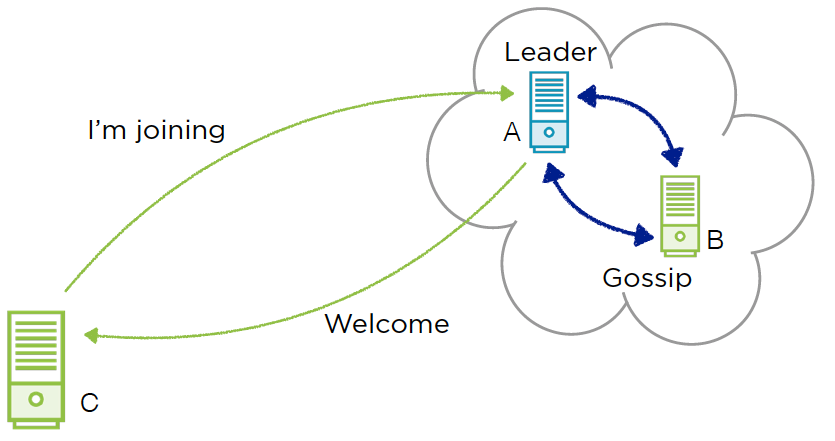 Leader
I'm joining
A
B
Gossip
Welcome
C